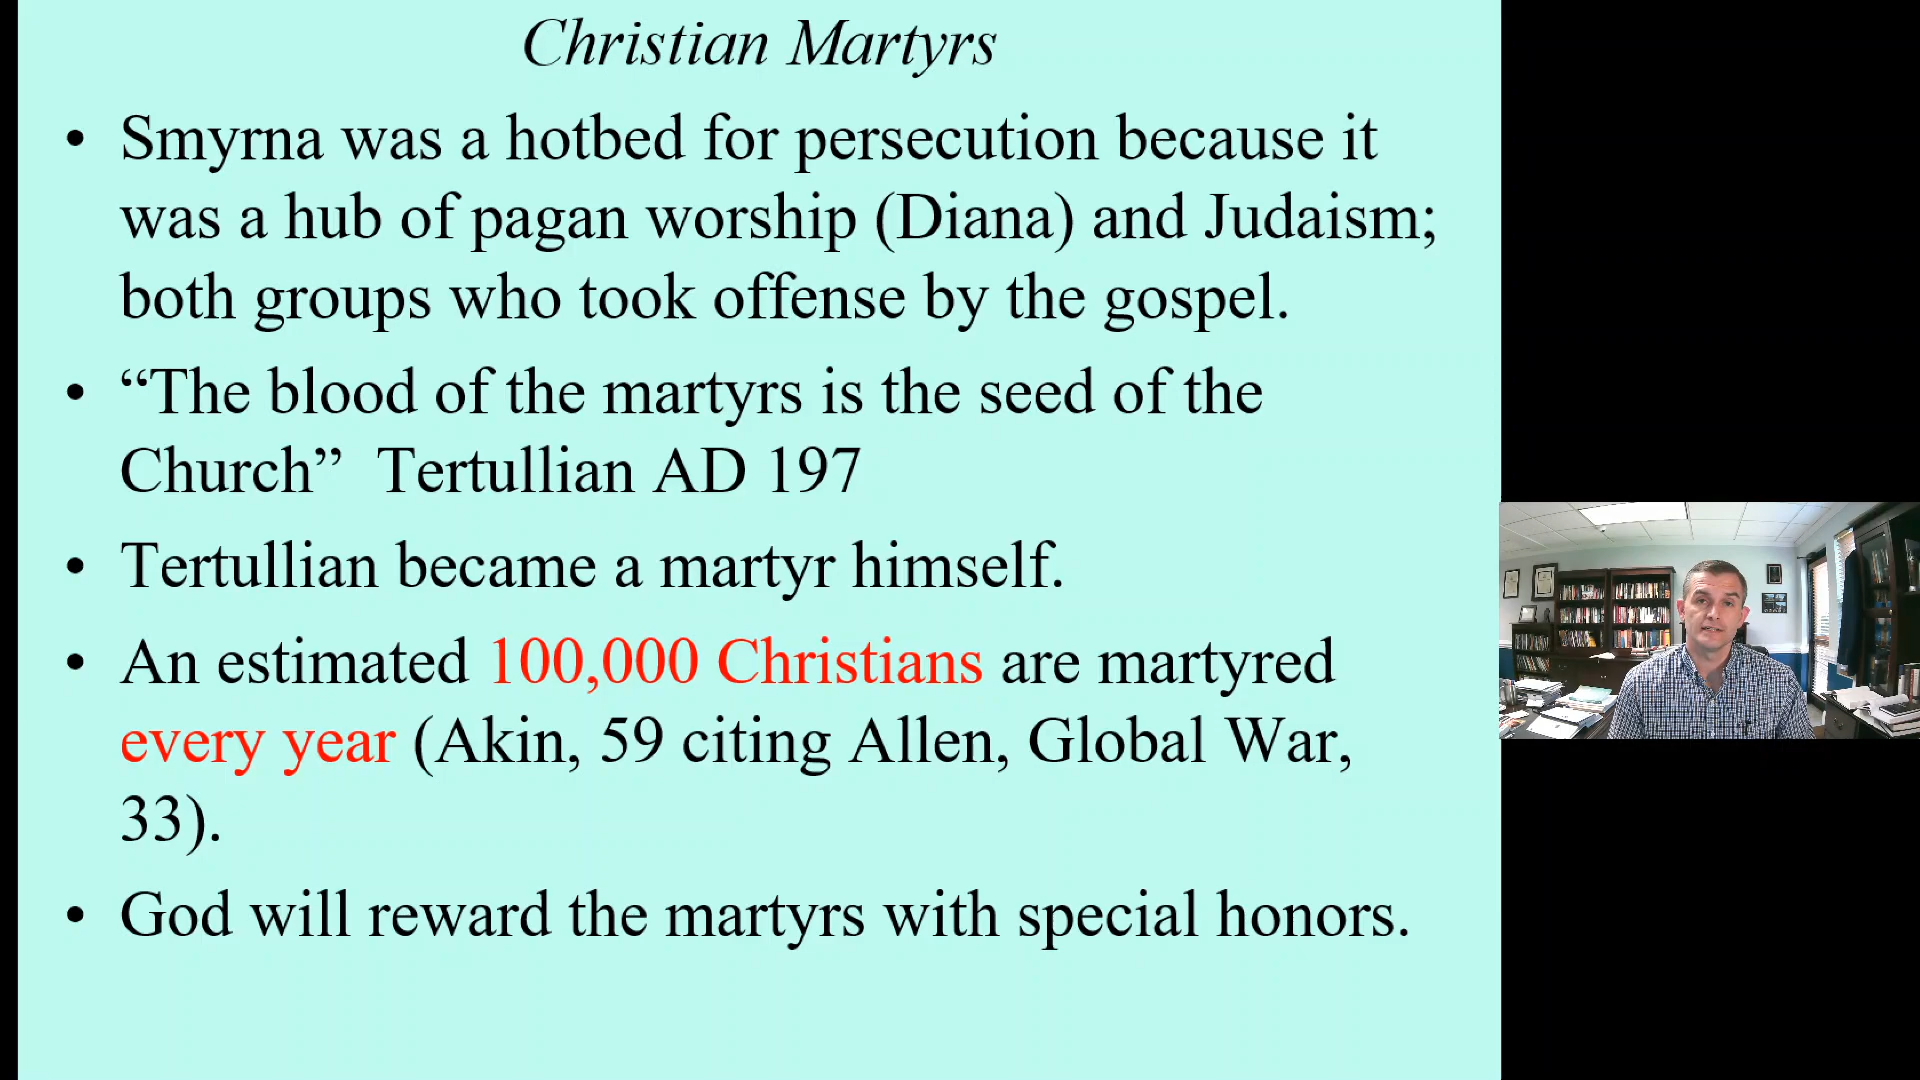 Christian Martyrs
• Smyrna was a hotbed for persecution because it
was a hub of pagan worship (Diana) and Judaism;
both groups who took offense by the gospel.
• “The blood of the martyrs is the seed of the
Church”  Tertullian AD 197
• Tertullian became a martyr himself.
• An estimated 100,000 Christians are martyred
every year (Akin, 59 citing Allen, Global War,
33).
• God will reward the martyrs with special honors.